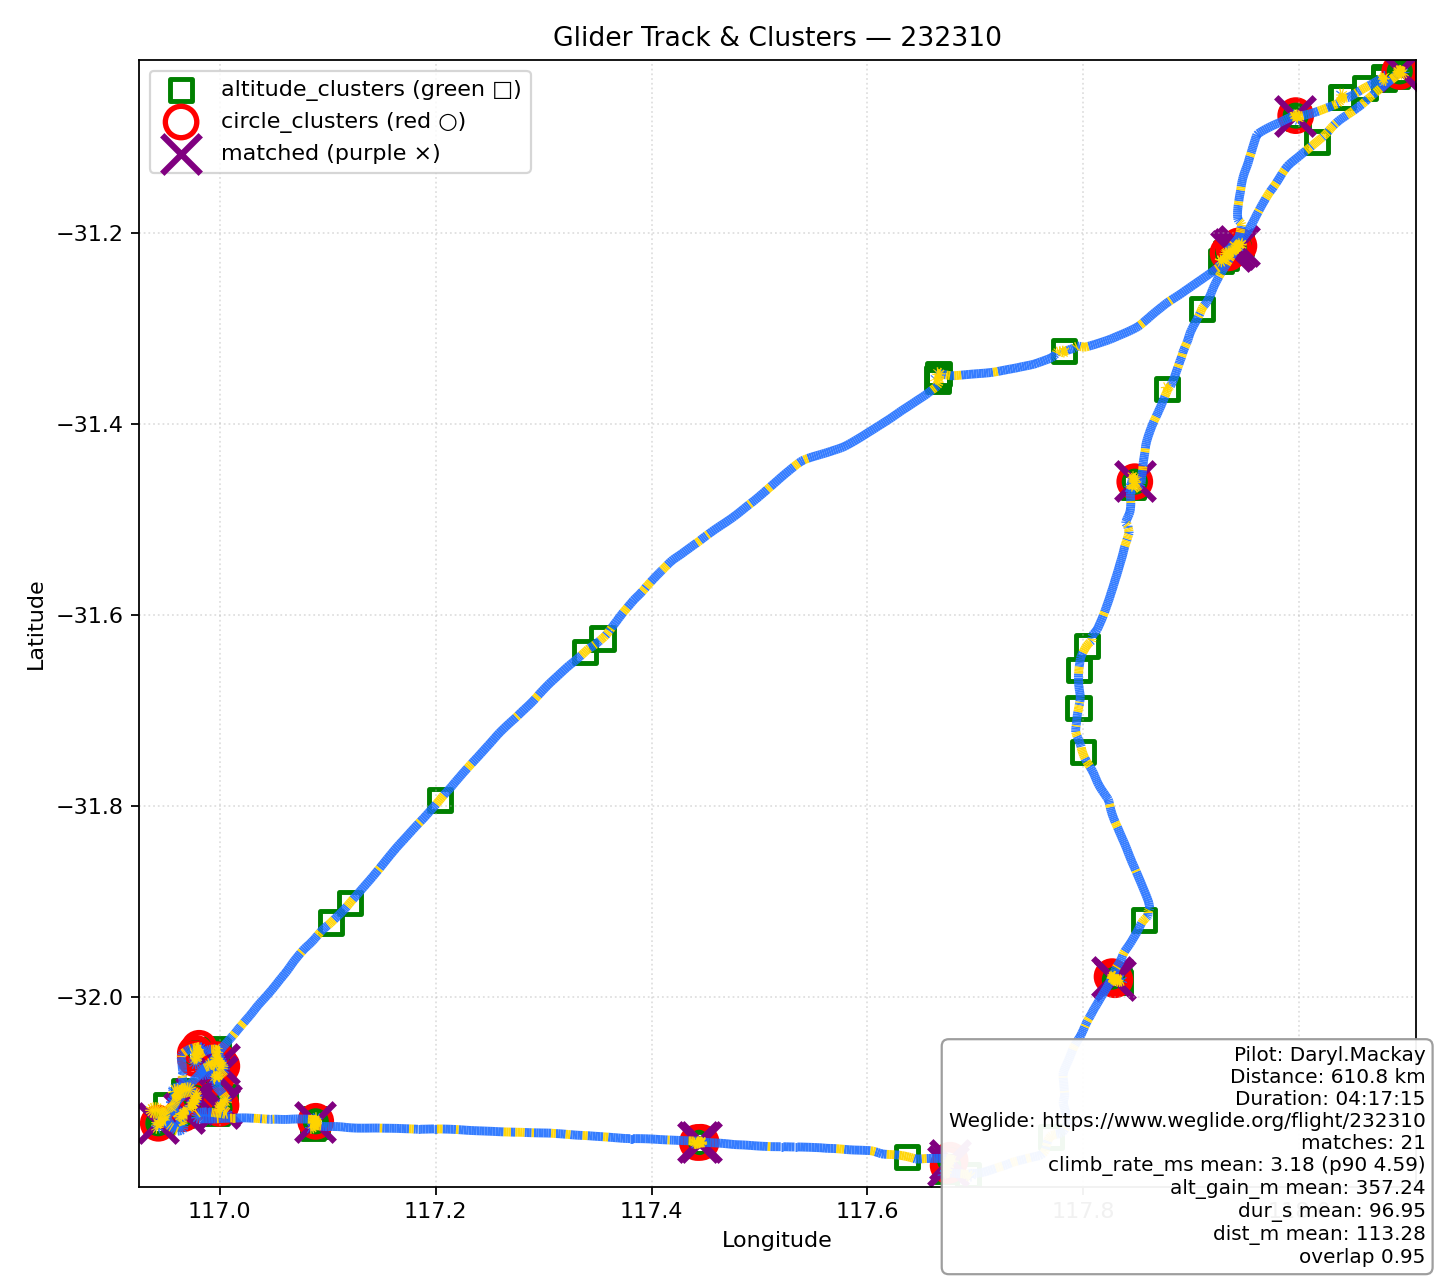 Glider Track & Clusters — 232310
altitude_clusters (green □)
circle_clusters (red ○)
matched (purple ×)
Latitude
−31.2
−31.4
−31.6
−31.8
−32.0
117.0
117.2
117.4
117.6
117.8
Longitude
Pilot: Daryl.Mackay
Distance: 610.8 km
Duration: 04:17:15
Weglide: https://www.weglide.org/flight/232310
matches: 21
climb_rate_ms mean: 3.18 (p90 4.59)
alt_gain_m mean: 357.24
dur_s mean: 96.95
dist_m mean: 113.28
overlap 0.95